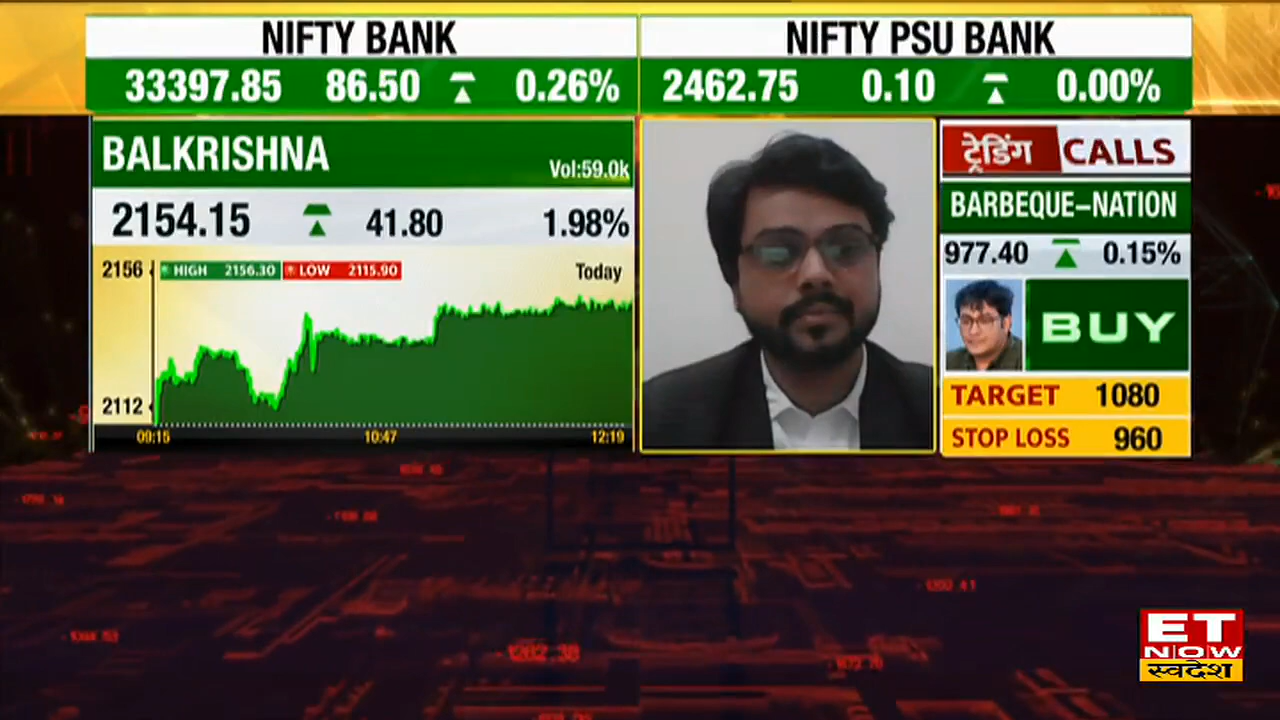 NIFTY BANK
33397.85 86.50 0.26%
NIFTY PSU BANK
2462.75 0.10 0.00%
BALKRISHNA
Vol:59.0k
2154.15 41.80 1.98%
2156
HIGH 2156.30 LOW 2115.90
Today
2112
09:15 10:47 12:19
ट्रेडिंग CALLS
BARBEQUE-NATION
977.40 0.15%
BUY
TARGET 1080
STOP LOSS 960
ET
NOW
स्वदेश